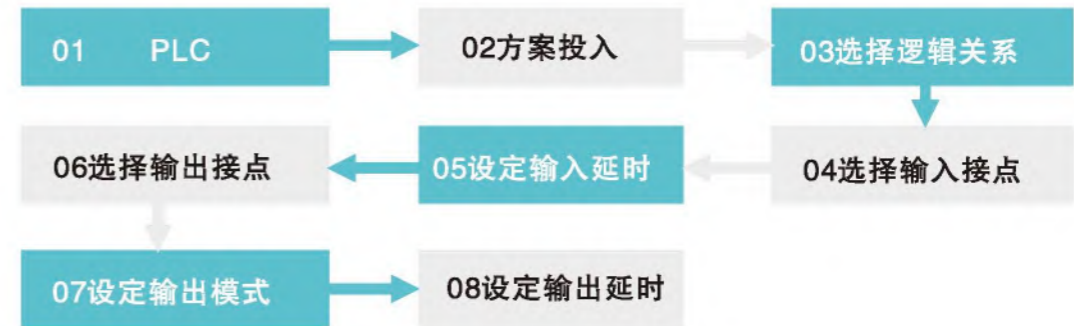 01 PLC
02方案投入
03选择逻辑关系
04选择输入接点
05设定输入延时
06选择输出接点
07设定输出模式
08设定输出延时